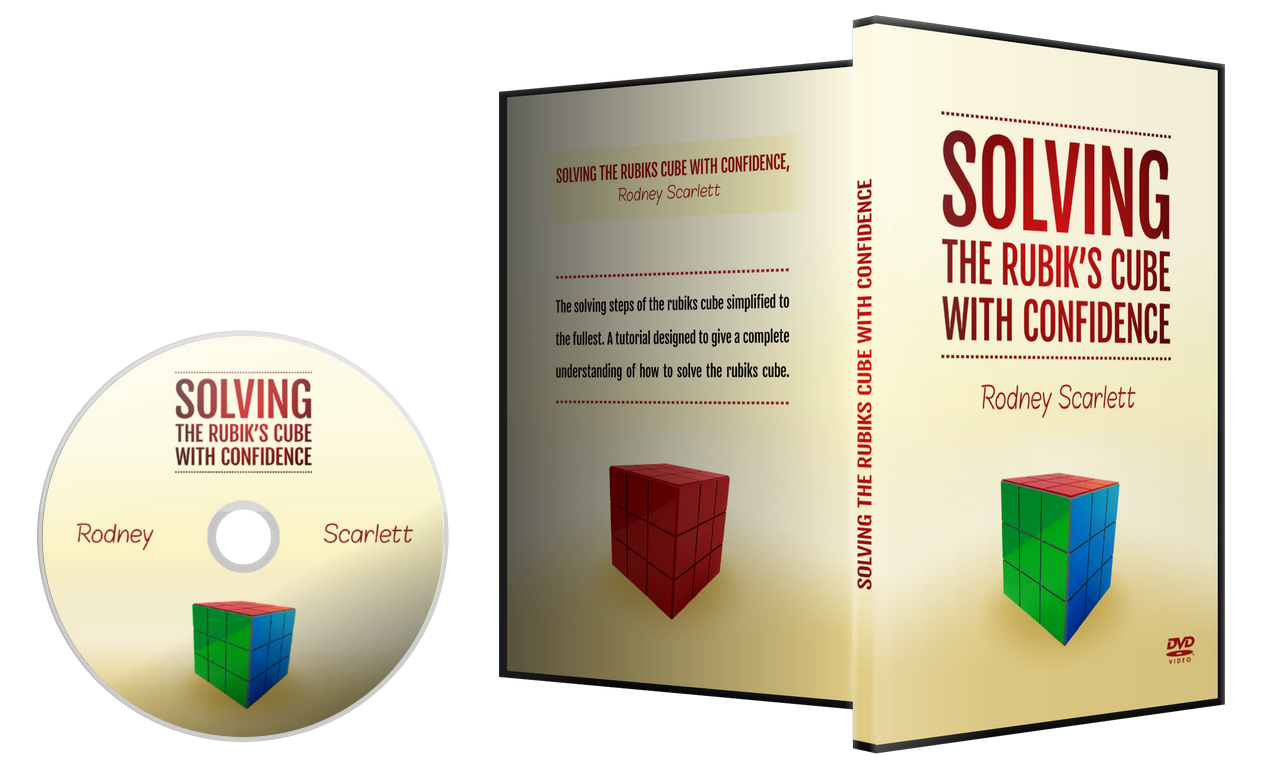 SOLVING
THE RUBIK'S CUBE
WITH CONFIDENCE
Rodney Scarlett
SOLVING THE RUBIKS CUBE WITH CONFIDENCE,
Rodney Scarlett
The solving steps of the rubiks cube simplified to
the fullest. A tutorial designed to give a complete
understanding of how to solve the rubiks cube.
SOLVING THE RUBIKS CUBE WITH CONFIDENCE
SOLVING
THE RUBIK'S CUBE
WITH CONFIDENCE
Rodney Scarlett
DVD
VIDEO